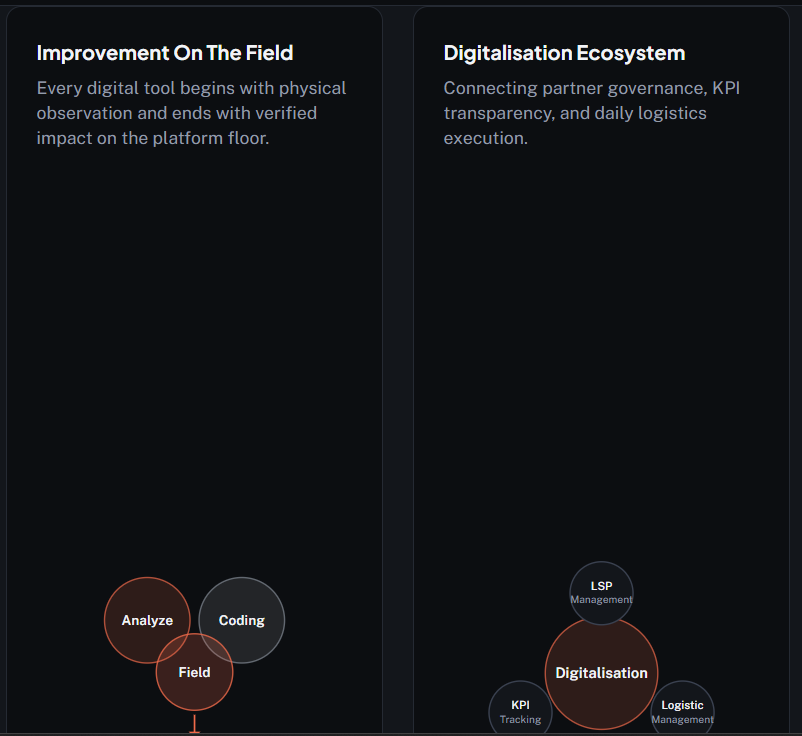 Improvement On The Field
Every digital tool begins with physical
observation and ends with verified
impact on the platform floor.
Analyze
Coding
Field
Digitalisation Ecosystem
Connecting partner governance, KPI
transparency, and daily logistics
execution.
LSP
Management
Digitalisation
KPI
Tracking
Logistic
Management